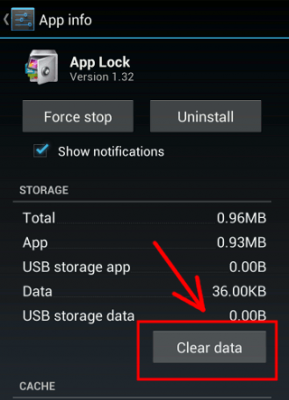 App info
App Lock
Version 1.32
Force stop Uninstall
Show notifications
STORAGE
Total 0.96MB
App 0.93MB
USB storage app 0.00B
Data 36.00KB
USB storage data 0.00B
Clear data
CACHE